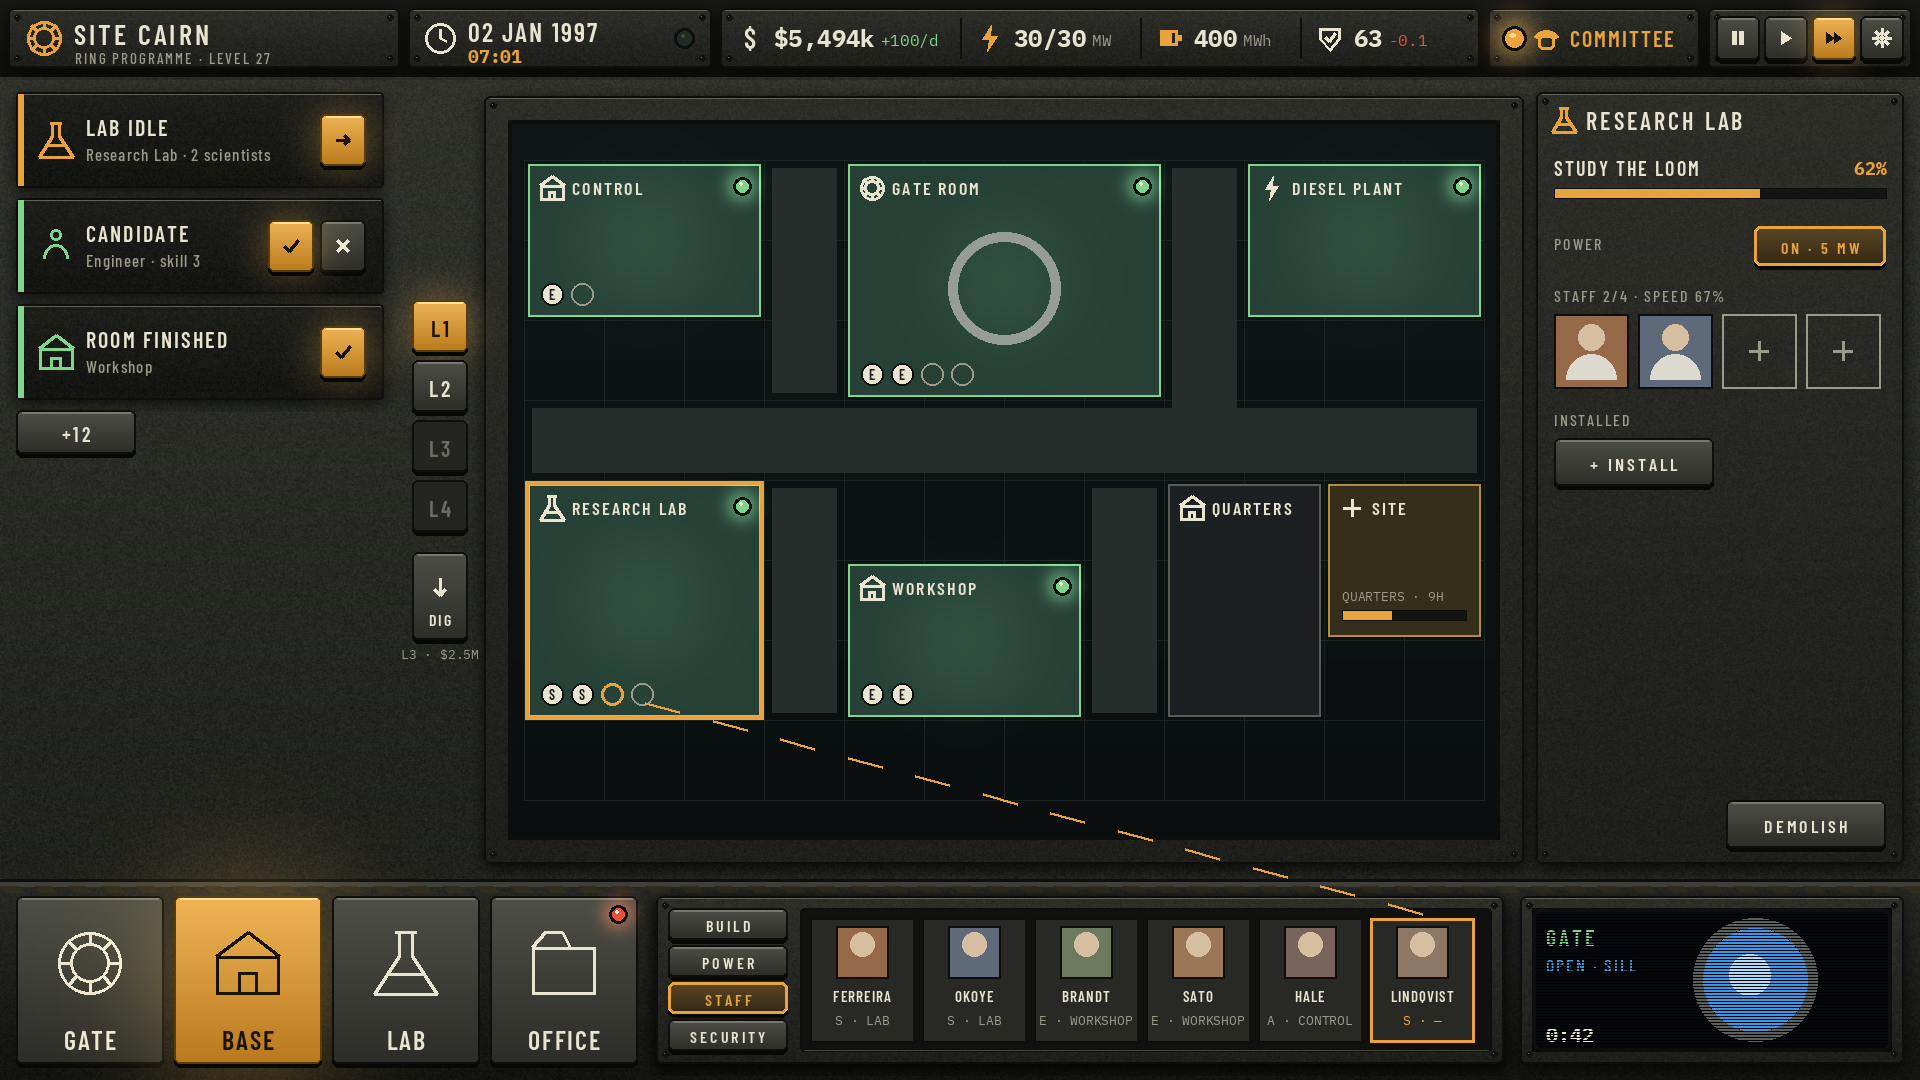 SITE CAIRN
RING PROGRAMME · LEVEL 27
02 JAN 1997
07:01
$ $5,494k +100/d
30/30 MW
400 MWh
63 -0.1
COMMITTEE
LAB IDLE
Research Lab · 2 scientists
CANDIDATE
Engineer · skill 3
ROOM FINISHED
Workshop
+12
L1
L2
L3
L4
DIG
L3 · $2.5M
CONTROL
E
GATE ROOM
E E
DIESEL PLANT
RESEARCH LAB
S S
WORKSHOP
E E
QUARTERS
SITE
QUARTERS · 9H
RESEARCH LAB
STUDY THE LOOM 62%
POWER ON · 5 MW
STAFF 2/4 · SPEED 67%
INSTALLED
+ INSTALL
DEMOLISH
GATE
BASE
LAB
OFFICE
BUILD
POWER
STAFF
SECURITY
FERREIRA
S · LAB
OKOYE
S · LAB
BRANDT
E · WORKSHOP
SATO
E · WORKSHOP
HALE
A · CONTROL
LINDQVIST
S · —
GATE
OPEN · SILL
0:42